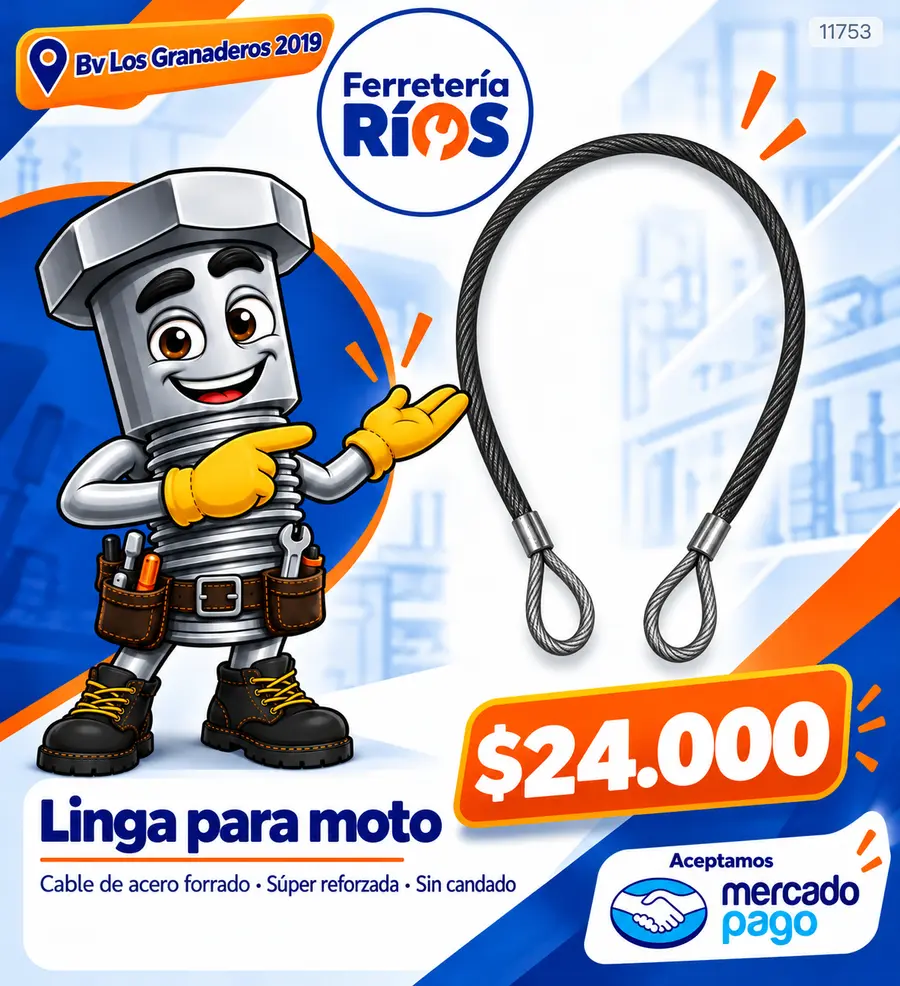 Bv Los Granaderos 2019
Ferretería
RÍOS
11753
$24.000
Linga para moto
Cable de acero forrado • Súper reforzada • Sin candado
Aceptamos
mercado
pago